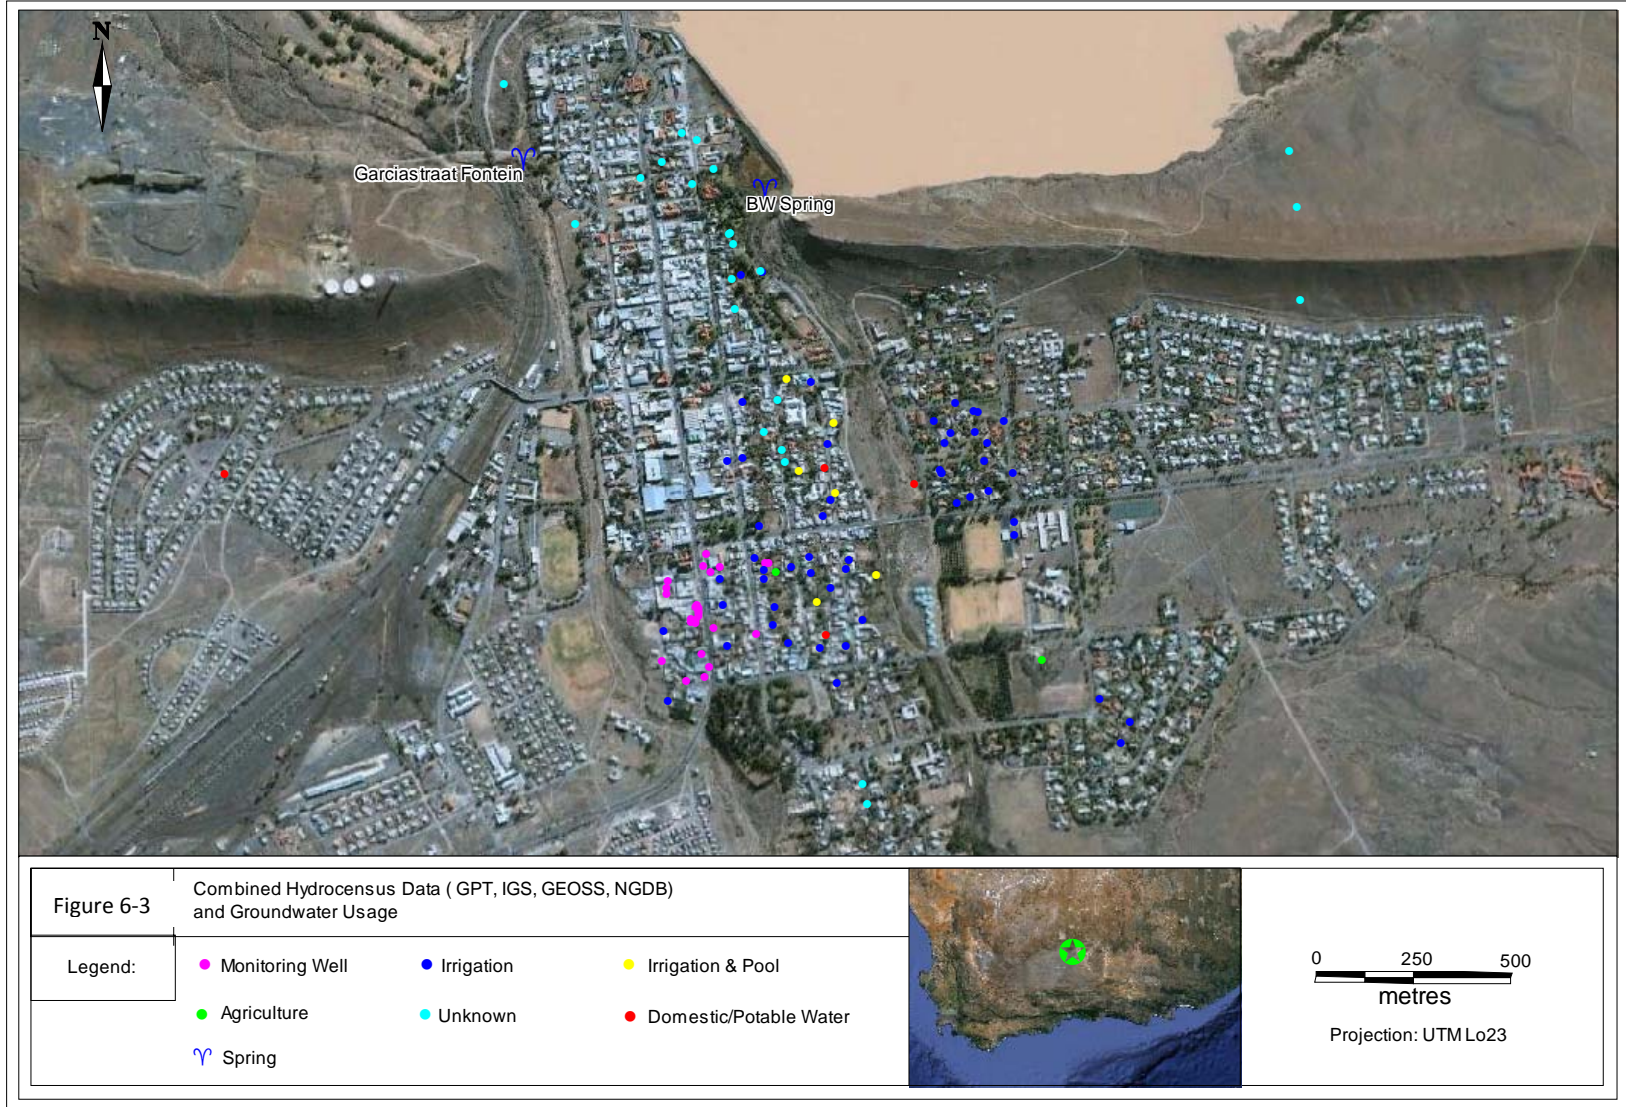 N
Garciastraat Fontein
BW Spring
Figure 6-3
Combined Hydrocensus Data ( GPT, IGS, GEOSS, NGDB)
and Groundwater Usage
Legend:
Monitoring Well
Irrigation
Irrigation & Pool
Agriculture
Unknown
Domestic/Potable Water
Spring
0 250 500
metres
Projection: UTM Lo23